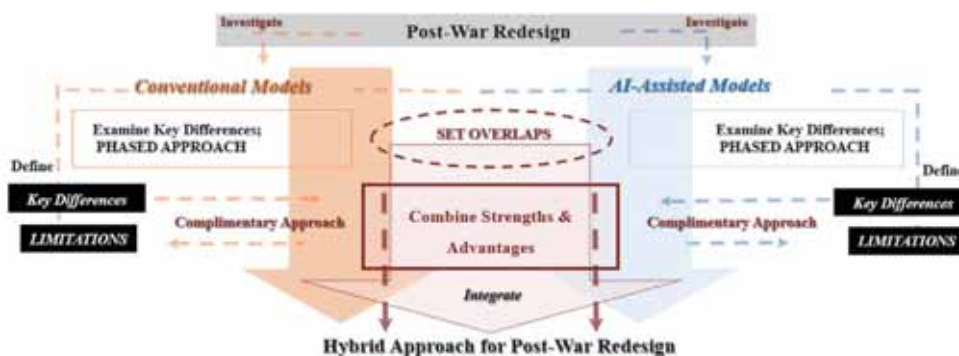 Investigate
Investigate
Post-War Redesign
Conventional Models
AI-Assisted Models
Examine Key Differences;
PHASED APPROACH
SET OVERLAPS
Examine Key Differences;
PHASED APPROACH
Define
Define
Key Differences
Key Differences
Complimentary Approach
Combine Strengths &
Advantages
Complimentary Approach
LIMITATIONS
LIMITATIONS
Integrate
Hybrid Approach for Post-War Redesign